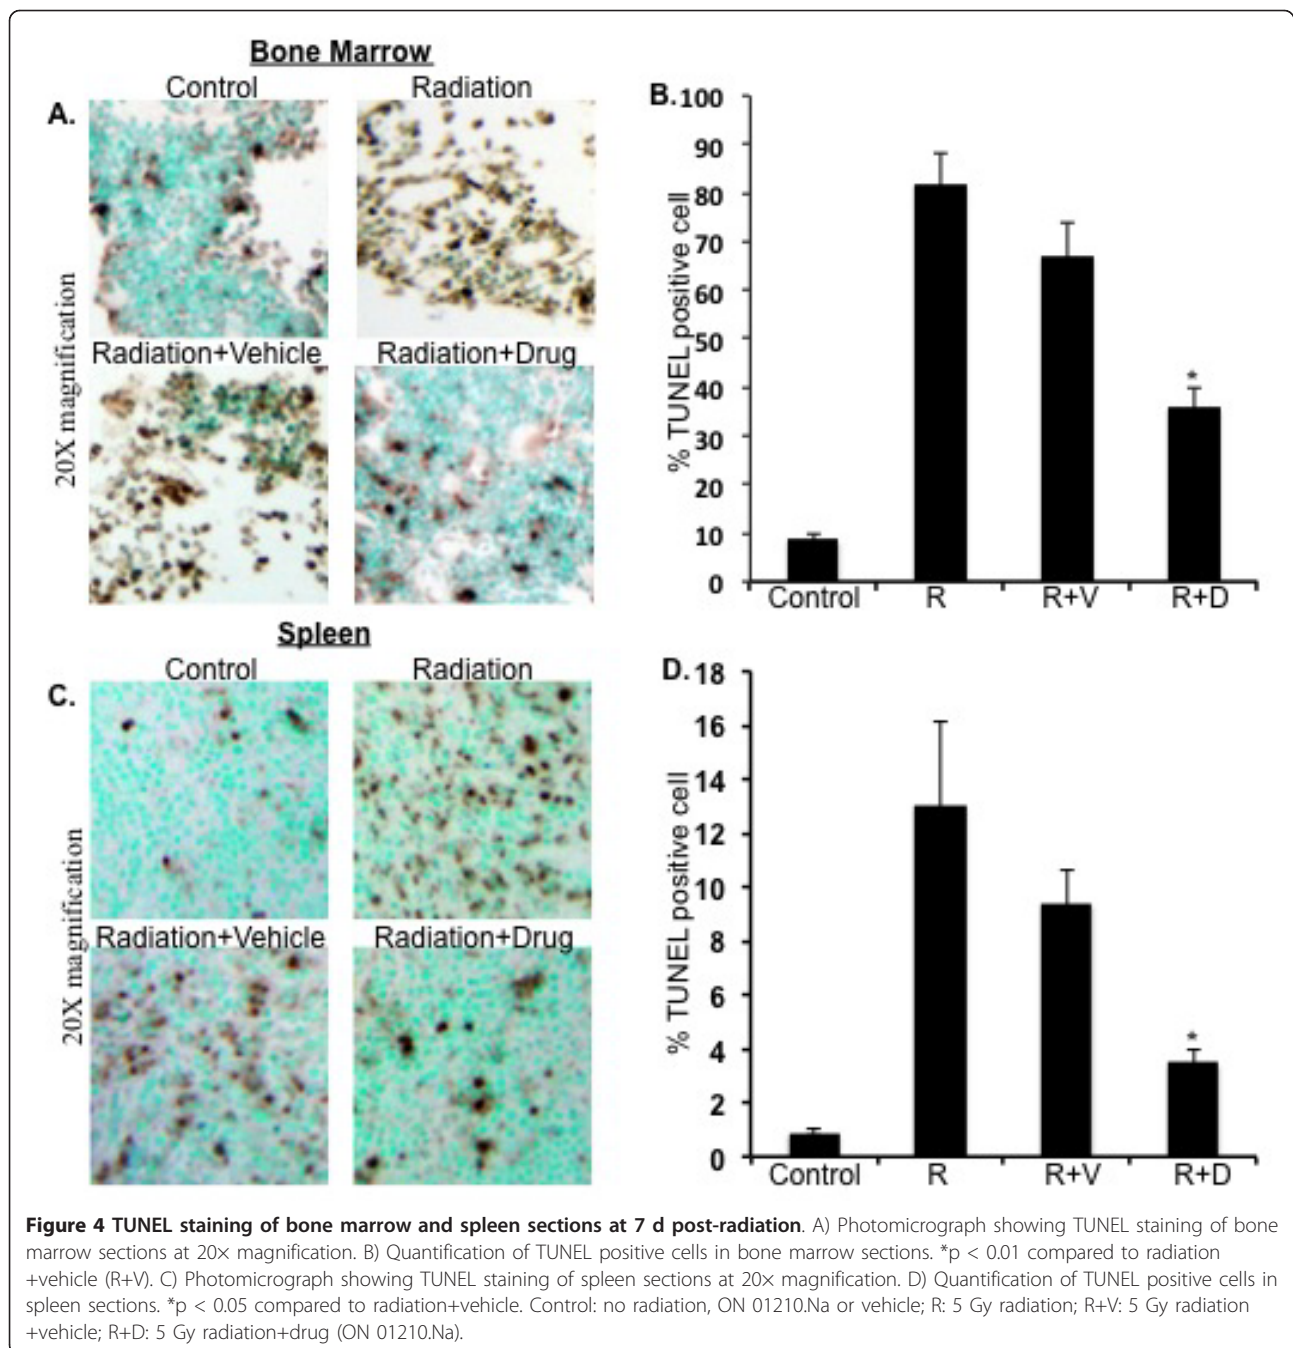 Bone Marrow
A.
Control
Radiation
Radiation+Vehicle
Radiation+Drug
20X magnification
B.
100
90
80
70
60
50
40
30
20
10
0
% TUNEL positive cell
*
Control
R
R+V
R+D
Spleen
C.
Control
Radiation
Radiation+Vehicle
Radiation+Drug
20X magnification
D.
18
16
14
12
10
8
6
4
2
0
% TUNEL positive cell
*
Control
R
R+V
R+D
Figure 4 TUNEL staining of bone marrow and spleen sections at 7 d post-radiation. A) Photomicrograph showing TUNEL staining of bone
marrow sections at 20× magnification. B) Quantification of TUNEL positive cells in bone marrow sections. *p < 0.01 compared to radiation
+vehicle (R+V). C) Photomicrograph showing TUNEL staining of spleen sections at 20× magnification. D) Quantification of TUNEL positive cells in
spleen sections. *p < 0.05 compared to radiation+vehicle. Control: no radiation, ON 01210.Na or vehicle; R: 5 Gy radiation; R+V: 5 Gy radiation
+vehicle; R+D: 5 Gy radiation+drug (ON 01210.Na).